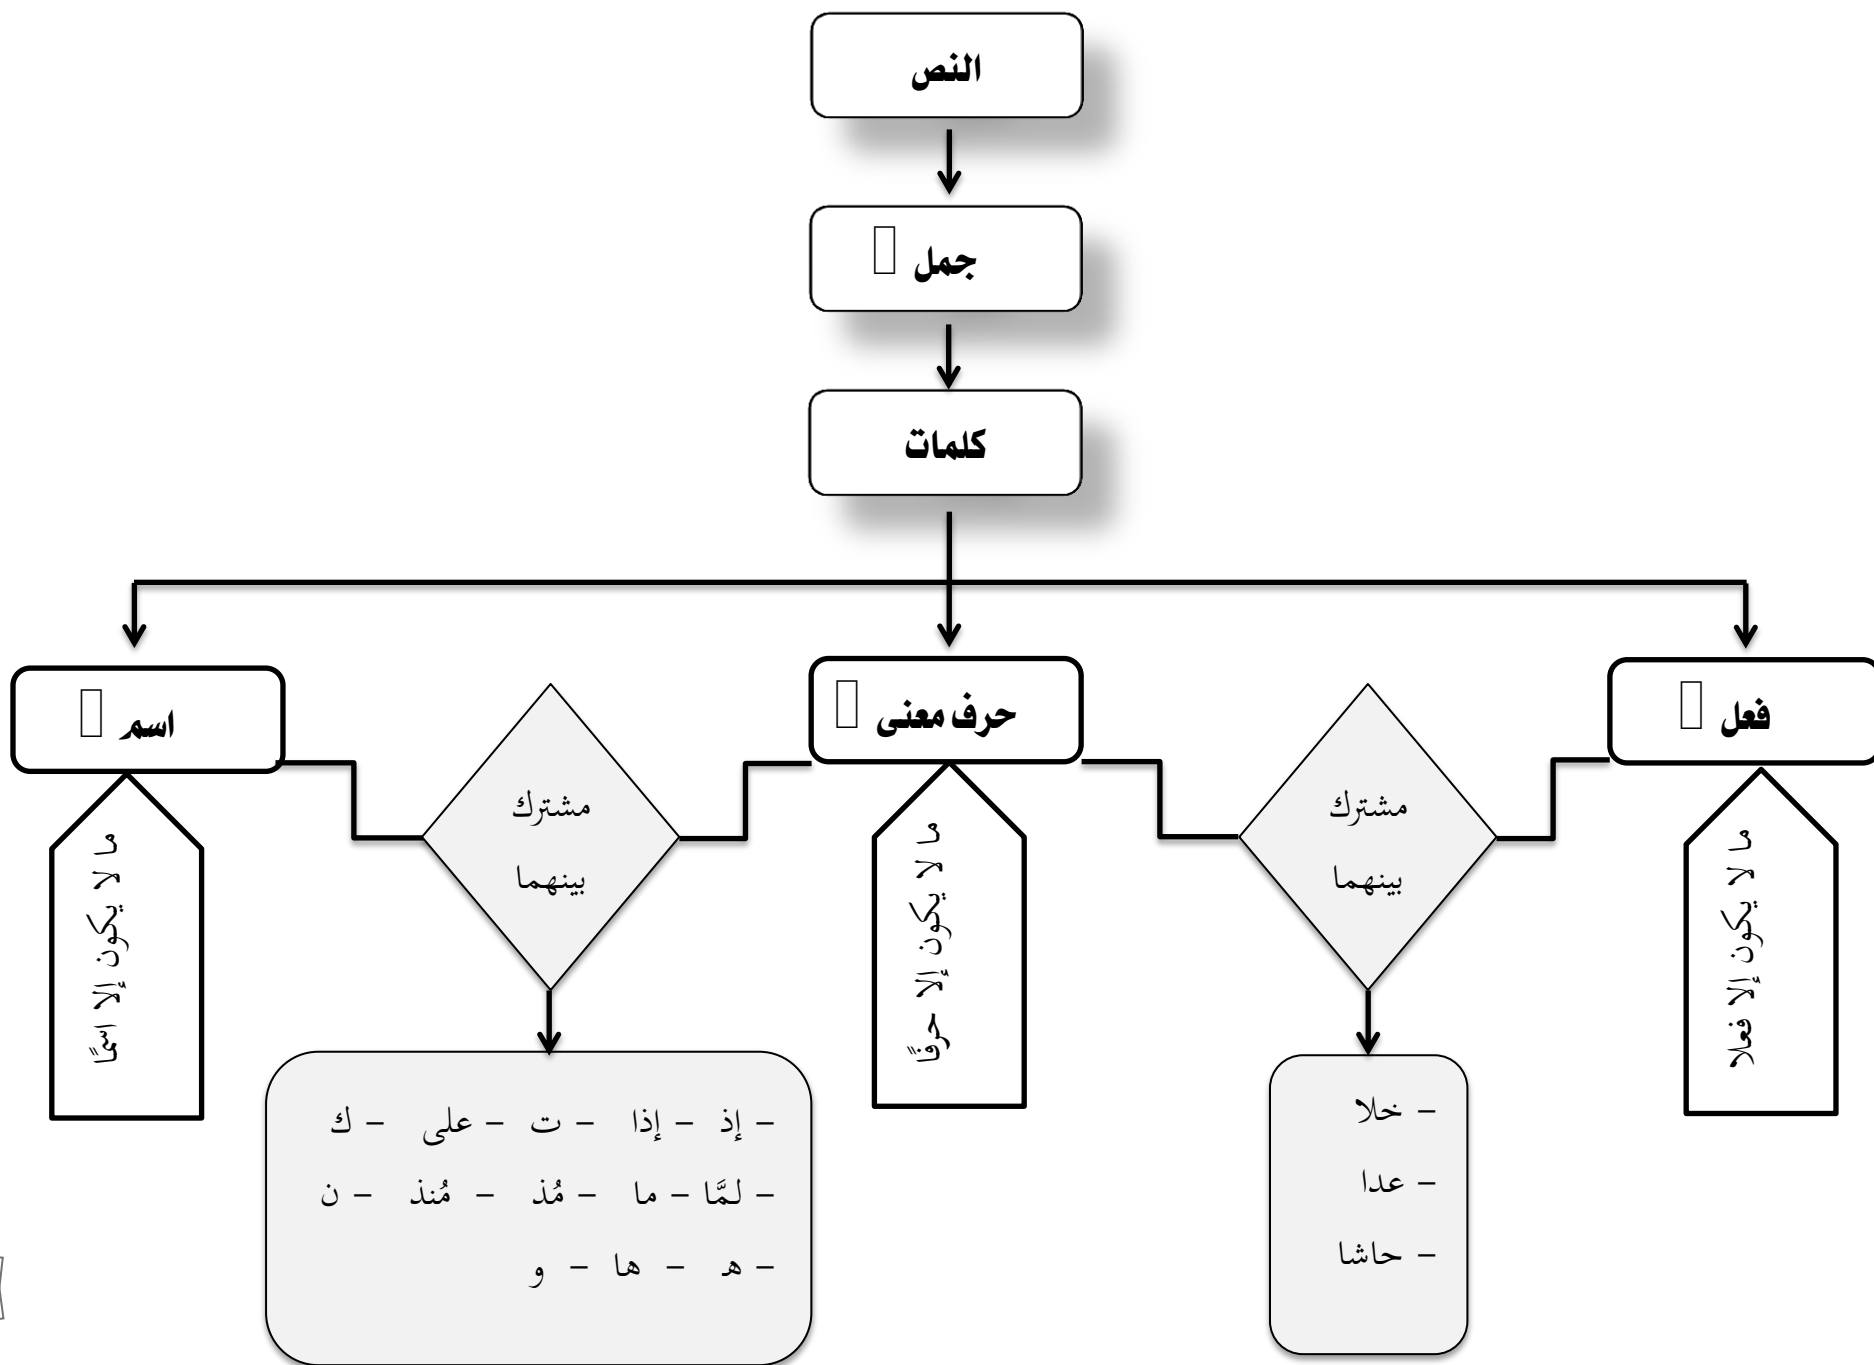 النص
جمل
كلمات
فعل
حرف معنى
اسم
مشترك
بينهما
مشترك
بينهما
ما لا يكون إلا فعلا
ما لا يكون إلا حرفًا
ما لا يكون إلا اسمًا
- خلا
- عدا
- حاشا
- إذ - إذا - ت - على - ك
- لمَّا - ما - مُذ - مُنذ - ن
- هـ - ها - و